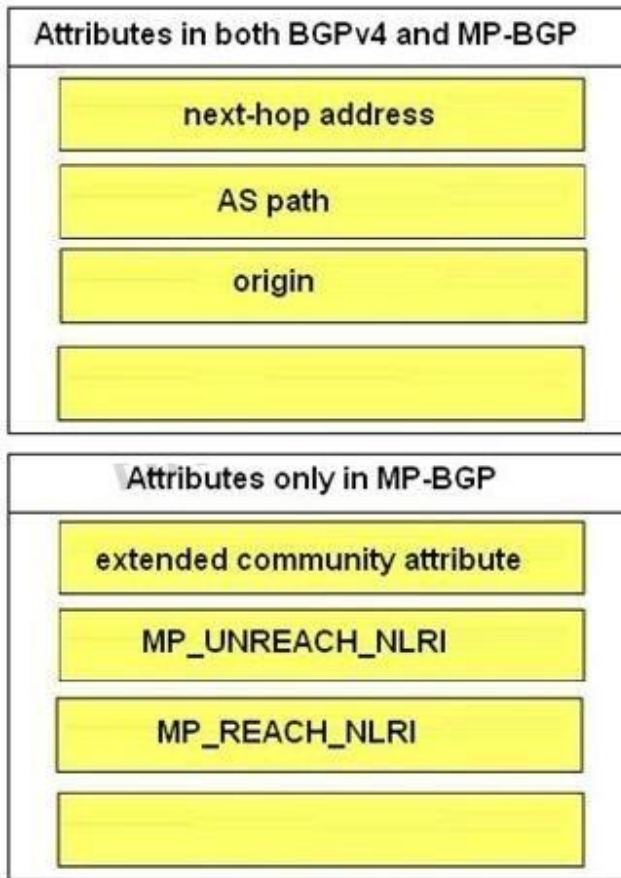 Attributes in both BGPv4 and MP-BGP
next-hop address
AS path
origin
Attributes only in MP-BGP
extended community attribute
MP_UNREACH_NLRI
MP_REACH_NLRI